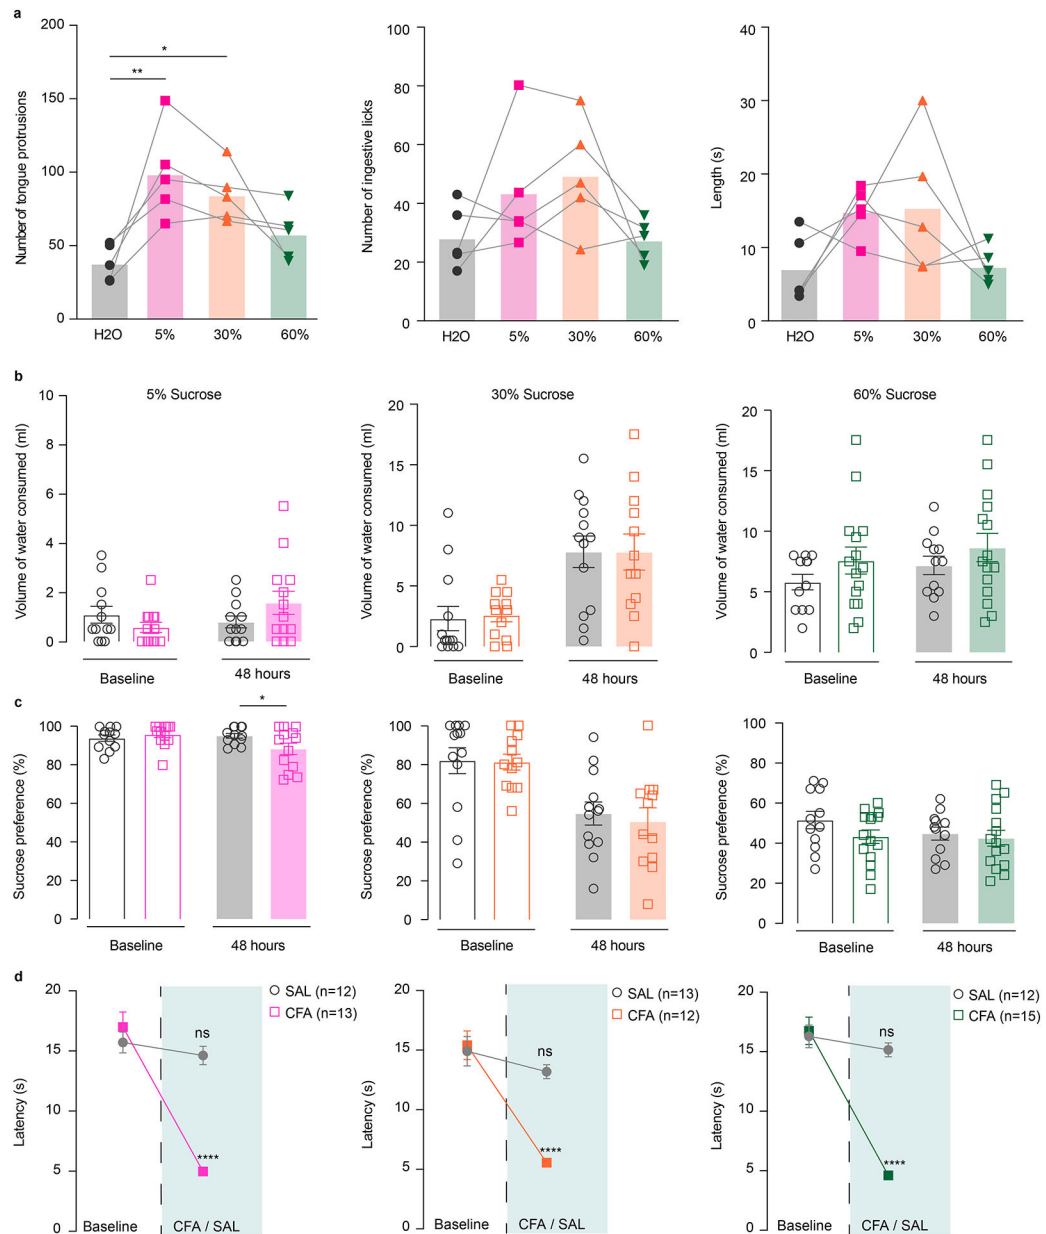 a
Number of tongue protrusions
200
150
100
50
0
*
**
H2O 5% 30% 60%
Number of ingestive licks
100
80
60
40
20
0
H2O 5% 30% 60%
Length (s)
40
30
20
10
0
H2O 5% 30% 60%
b
5% Sucrose
Volume of water consumed (ml)
10
8
6
4
2
0
Baseline 48 hours
30% Sucrose
Volume of water consumed (ml)
20
15
10
5
0
Baseline 48 hours
60% Sucrose
Volume of water consumed (ml)
20
15
10
5
0
Baseline 48 hours
c
Sucrose preference (%)
100
80
60
40
20
0
*
Baseline 48 hours
Sucrose preference (%)
100
80
60
40
20
0
Baseline 48 hours
Sucrose preference (%)
100
80
60
40
20
0
Baseline 48 hours
d
SAL (n=12)
CFA (n=13)
Latency (s)
20
15
10
5
0
ns
****
Baseline CFA / SAL
SAL (n=13)
CFA (n=12)
Latency (s)
20
15
10
5
0
ns
****
Baseline CFA / SAL
SAL (n=12)
CFA (n=15)
Latency (s)
20
15
10
5
0
ns
****
Baseline CFA / SAL